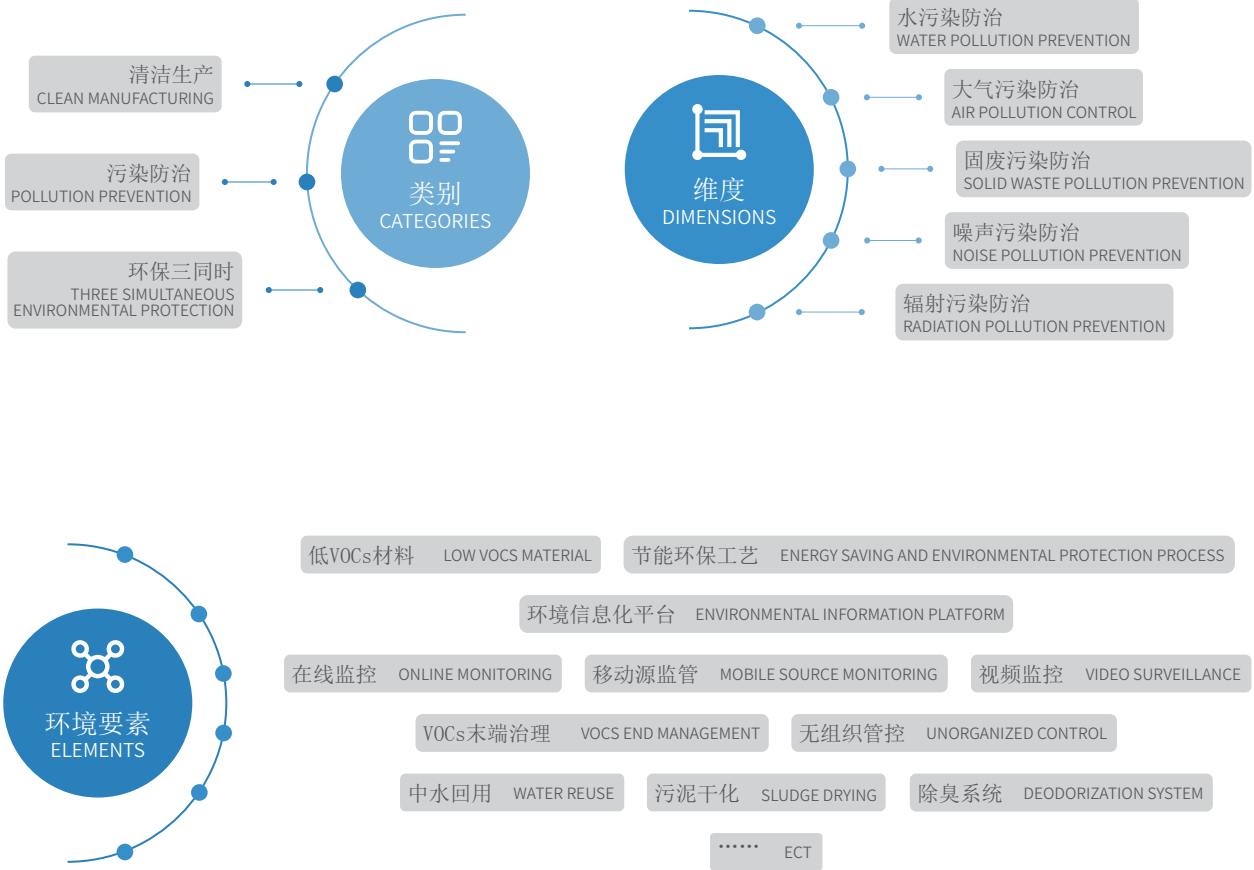 清洁生产
CLEAN MANUFACTURING
污染防治
POLLUTION PREVENTION
环保三同时
THREE SIMULTANEOUS
ENVIRONMENTAL PROTECTION
类别
CATEGORIES
维度
DIMENSIONS
水污染防治
WATER POLLUTION PREVENTION
大气污染防治
AIR POLLUTION CONTROL
固废污染防治
SOLID WASTE POLLUTION PREVENTION
噪声污染防治
NOISE POLLUTION PREVENTION
辐射污染防治
RADIATION POLLUTION PREVENTION
环境要素
ELEMENTS
低VOCs材料 LOW VOCS MATERIAL
节能环保工艺 ENERGY SAVING AND ENVIRONMENTAL PROTECTION PROCESS
环境信息化平台 ENVIRONMENTAL INFORMATION PLATFORM
在线监控 ONLINE MONITORING
移动源监管 MOBILE SOURCE MONITORING
视频监控 VIDEO SURVEILLANCE
VOCs末端治理 VOCS END MANAGEMENT
无组织管控 UNORGANIZED CONTROL
中水回用 WATER REUSE
污泥干化 SLUDGE DRYING
除臭系统 DEODORIZATION SYSTEM
…… ECT